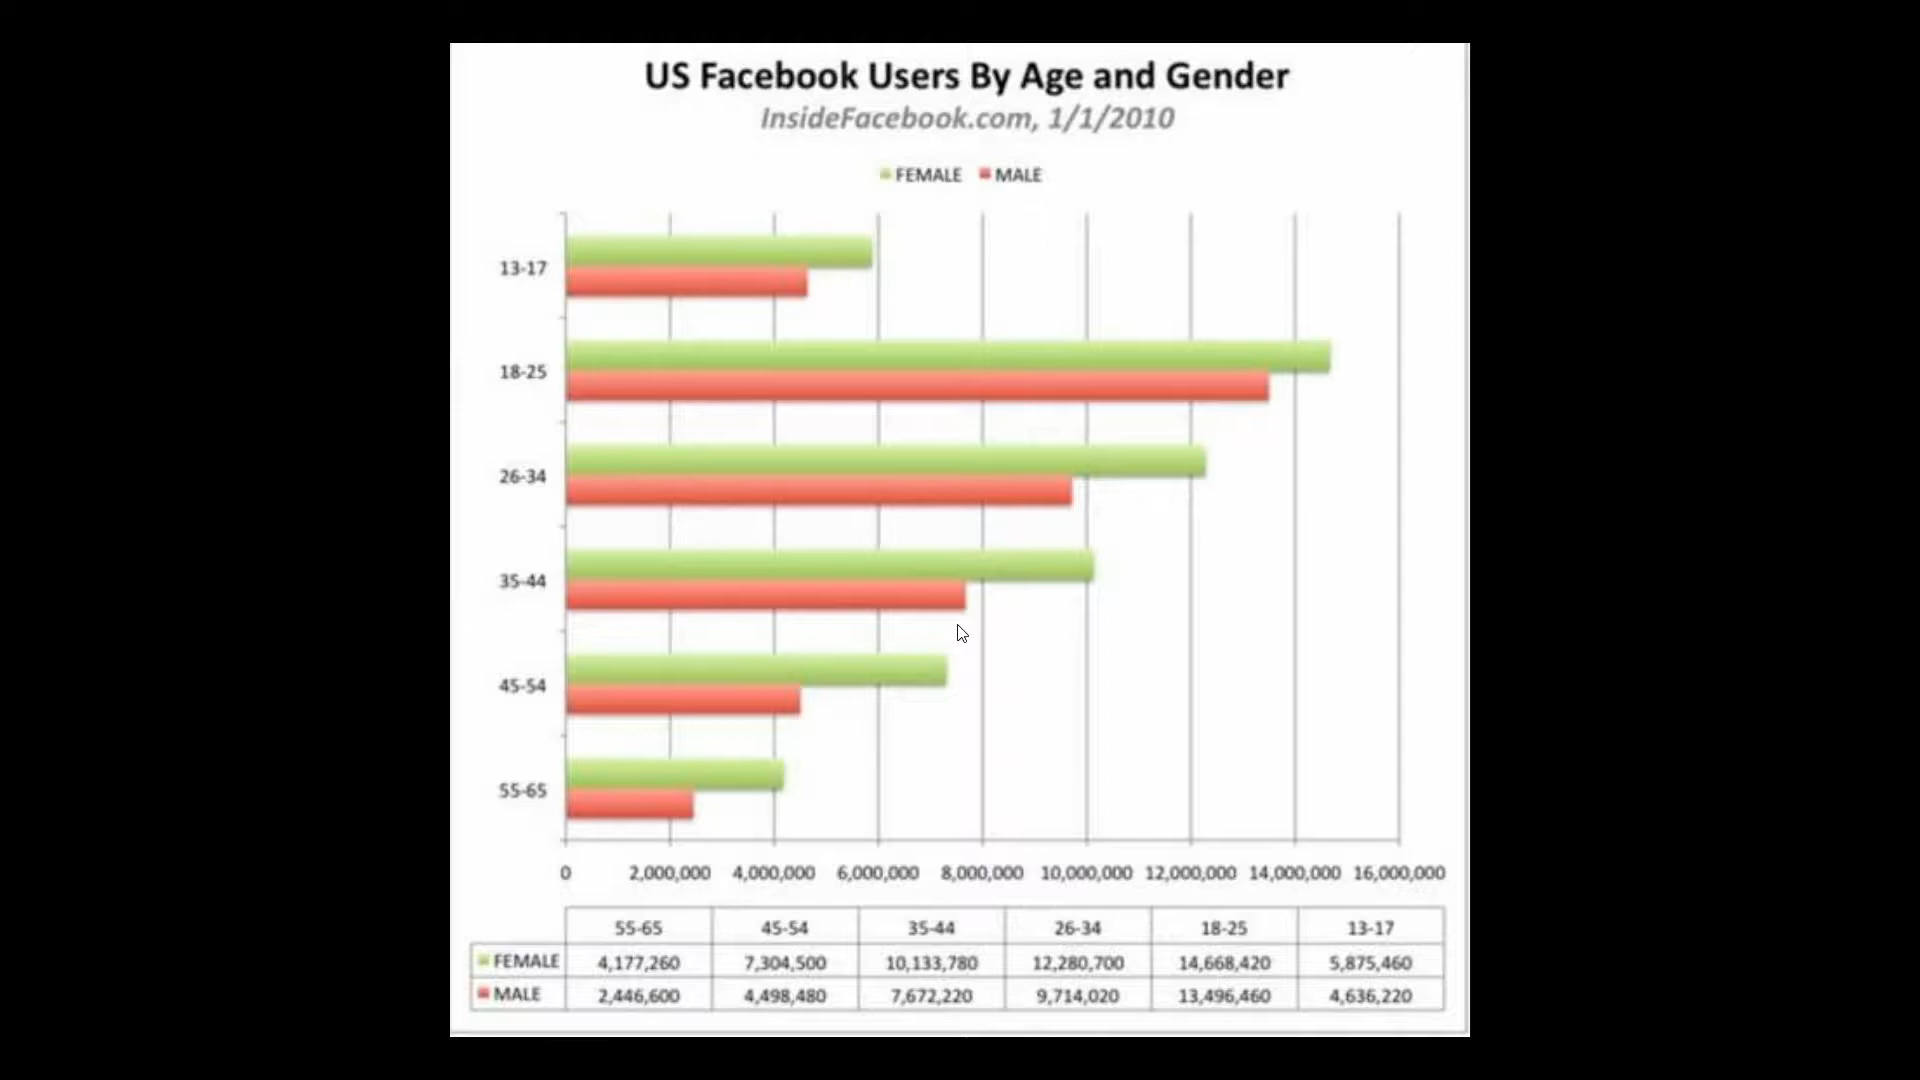 US Facebook Users By Age and Gender
InsideFacebook.com, 1/1/2010
FEMALE MALE
13-17
18-25
26-34
35-44
45-54
55-65
0 2,000,000 4,000,000 6,000,000 8,000,000 10,000,000 12,000,000 14,000,000 16,000,000
55-65 45-54 35-44 26-34 18-25 13-17
FEMALE 4,177,260 7,304,500 10,133,780 12,280,700 14,668,420 5,875,460
MALE 2,446,600 4,498,480 7,672,220 9,714,020 13,496,460 4,636,220